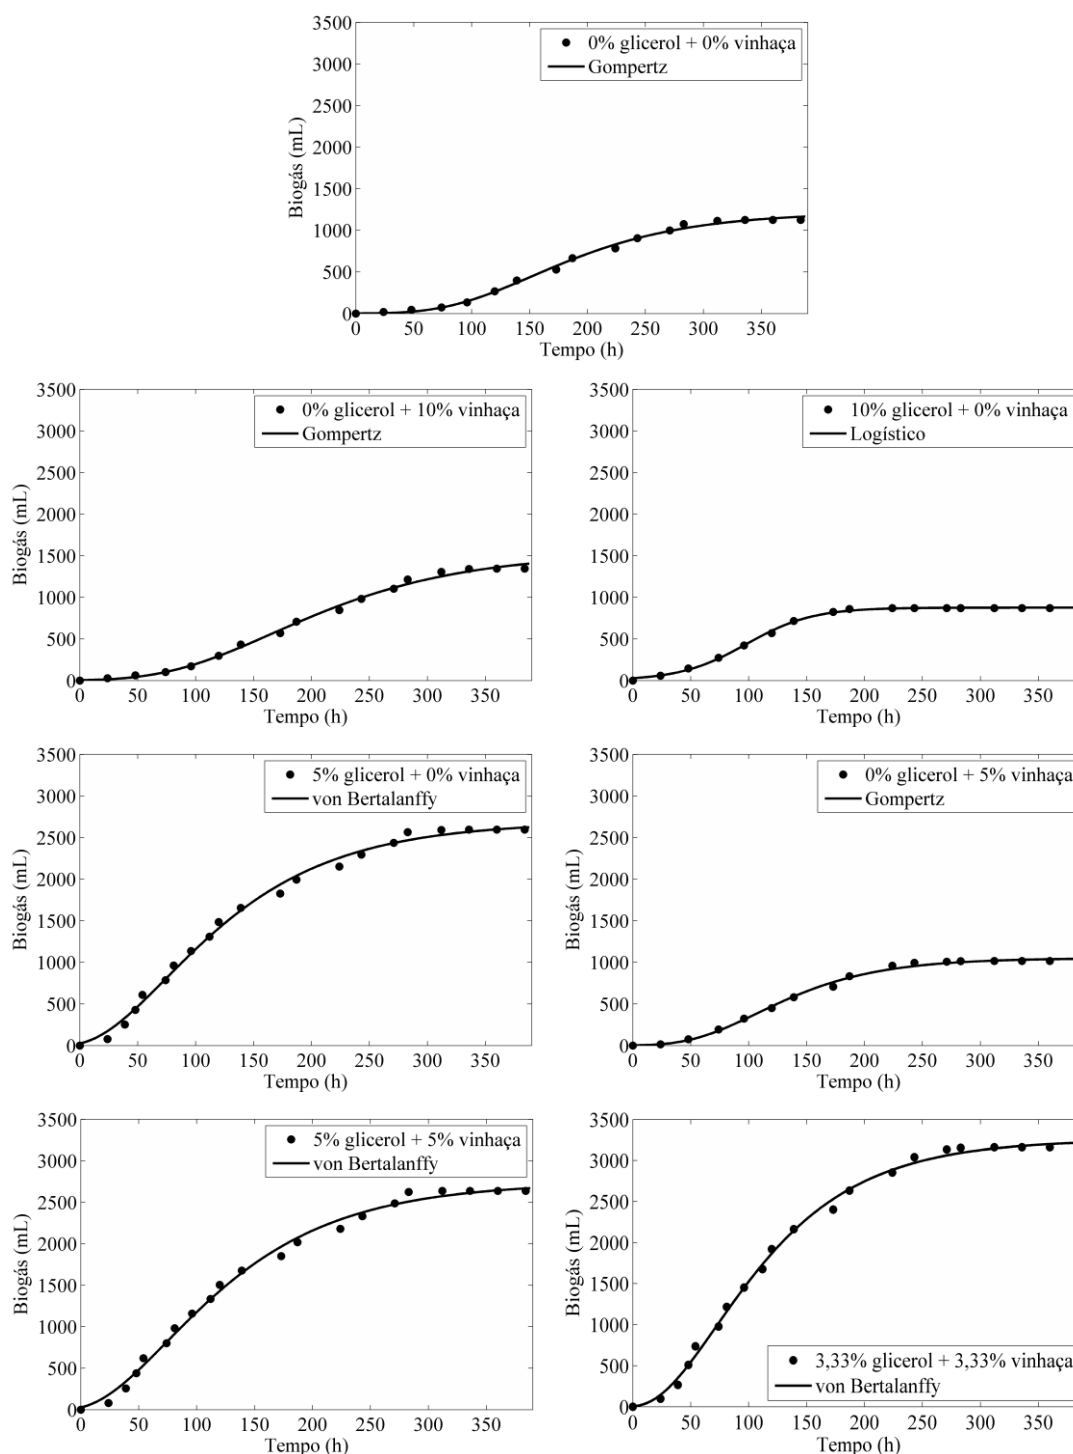 3500
3000
2500
2000
1500
1000
500
0
Biogás (mL)
0% glicerol + 0% vinhaça
Gompertz
0 50 100 150 200 250 300 350
Tempo (h)
3500
3000
2500
2000
1500
1000
500
0
Biogás (mL)
0% glicerol + 10% vinhaça
Gompertz
0 50 100 150 200 250 300 350
Tempo (h)
3500
3000
2500
2000
1500
1000
500
0
Biogás (mL)
10% glicerol + 0% vinhaça
Logístico
0 50 100 150 200 250 300 350
Tempo (h)
3500
3000
2500
2000
1500
1000
500
0
Biogás (mL)
5% glicerol + 0% vinhaça
von Bertalanffy
0 50 100 150 200 250 300 350
Tempo (h)
3500
3000
2500
2000
1500
1000
500
0
Biogás (mL)
0% glicerol + 5% vinhaça
Gompertz
0 50 100 150 200 250 300 350
Tempo (h)
3500
3000
2500
2000
1500
1000
500
0
Biogás (mL)
5% glicerol + 5% vinhaça
von Bertalanffy
0 50 100 150 200 250 300 350
Tempo (h)
3500
3000
2500
2000
1500
1000
500
0
Biogás (mL)
3,33% glicerol + 3,33% vinhaça
von Bertalanffy
0 50 100 150 200 250 300 350
Tempo (h)